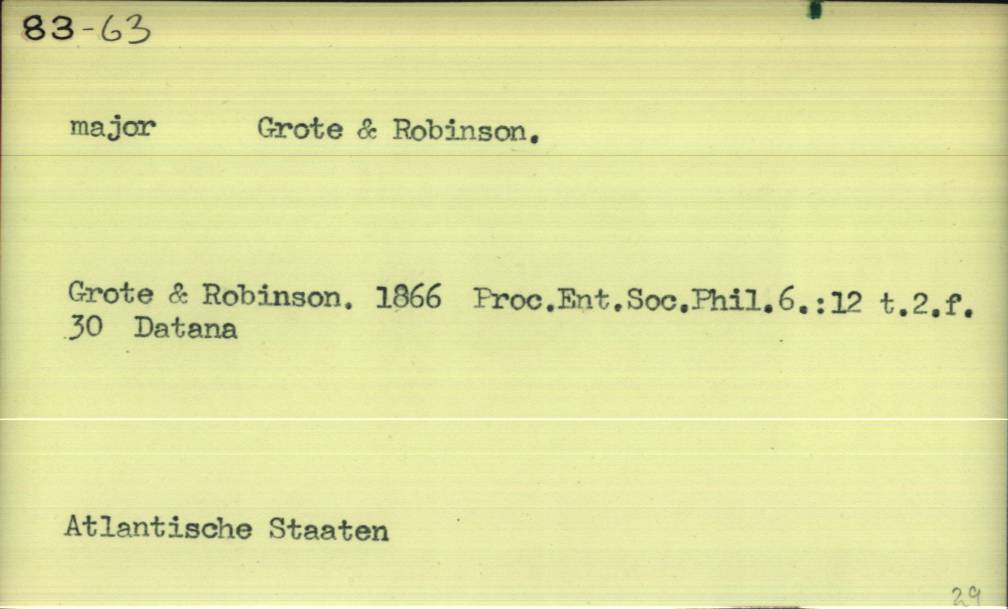 83-63
major Grote & Robinson.
Grote & Robinson. 1866 Proc.Ent.Soc.Phil.6.:12 t.2.f.
30 Datana
Atlantische Staaten
29